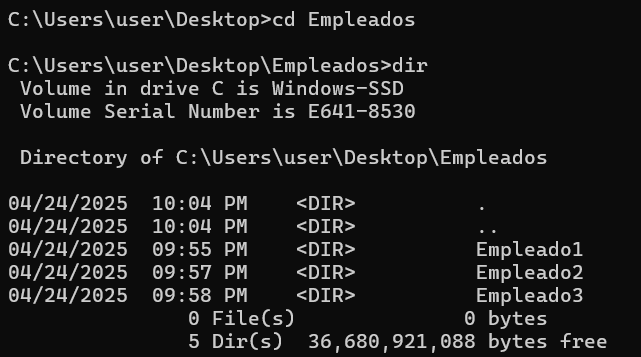 C:\Users\user\Desktop>cd Empleados
C:\Users\user\Desktop\Empleados>dir
 Volume in drive C is Windows-SSD
 Volume Serial Number is E641-8530
 Directory of C:\Users\user\Desktop\Empleados
04/24/2025  10:04 PM    <DIR>          .
04/24/2025  10:04 PM    <DIR>          ..
04/24/2025  09:55 PM    <DIR>          Empleado1
04/24/2025  09:57 PM    <DIR>          Empleado2
04/24/2025  09:58 PM    <DIR>          Empleado3
               0 File(s)              0 bytes
               5 Dir(s)  36,680,921,088 bytes free